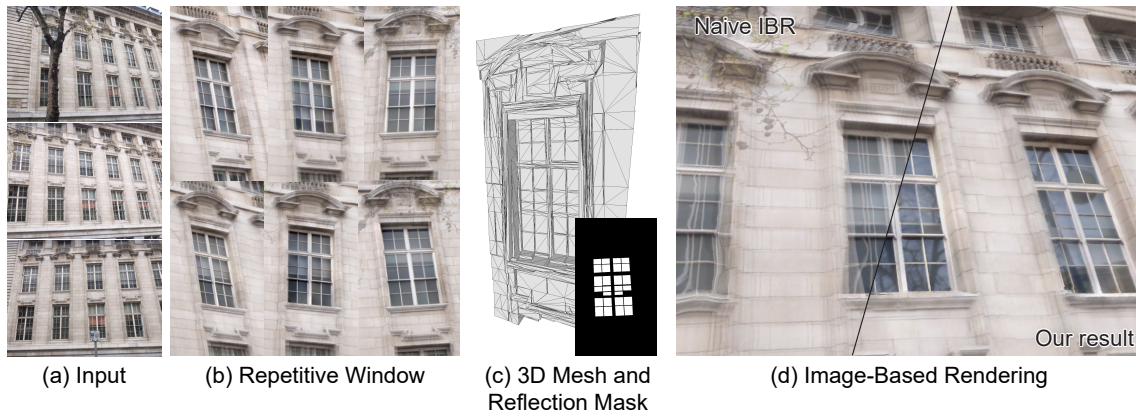 Naive IBR
Our result
(a) Input
(b) Repetitive Window
(c) 3D Mesh and
Reflection Mask
(d) Image-Based Rendering